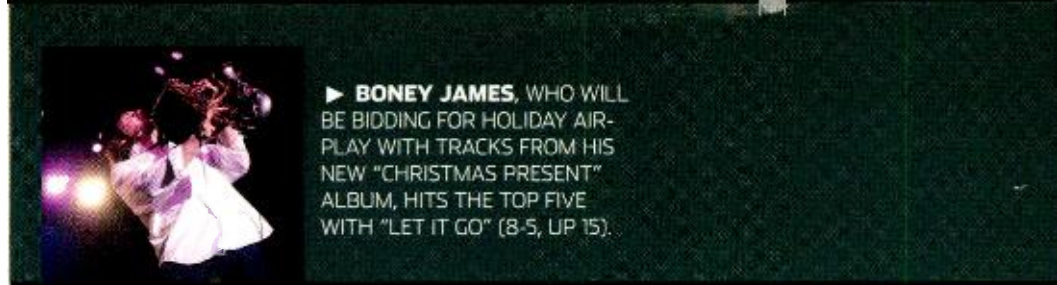 ▶ BONEY JAMES, WHO WILL
BE BIDDING FOR HOLIDAY AIR-
PLAY WITH TRACKS FROM HIS
NEW "CHRISTMAS PRESENT"
ALBUM, HITS THE TOP FIVE
WITH "LET IT GO" (8-5, UP 15).